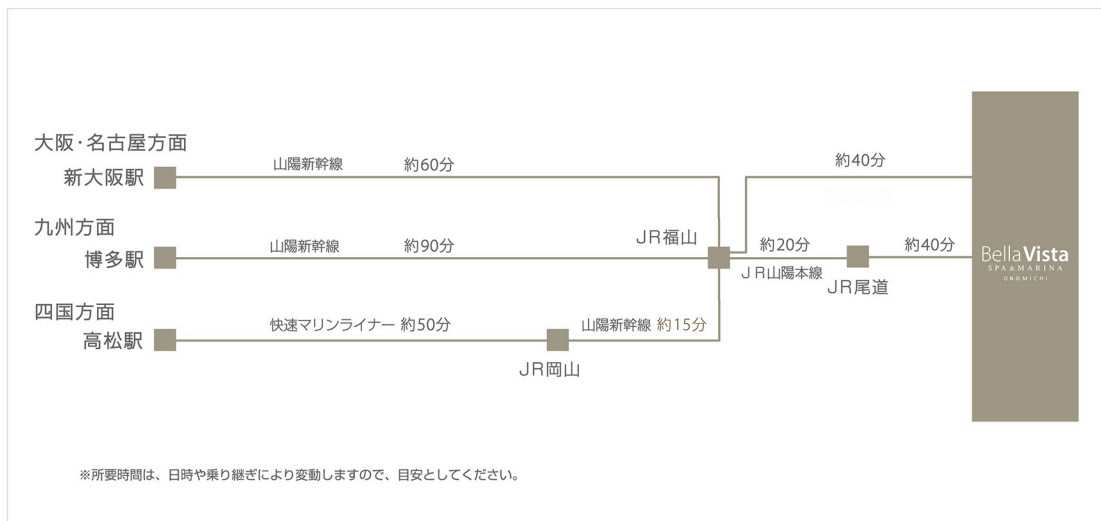 大阪・名古屋方面
新大阪駅
山陽新幹線 約60分
約40分
九州方面
博多駅
山陽新幹線 約90分
JR福山
約20分
JR山陽本線
JR尾道
約40分
BellaVista
SPA&MARINA
ONOMICHI
四国方面
高松駅
快速マリンライナー 約50分
JR岡山
山陽新幹線 約15分
※所要時間は、日時や乗り継ぎにより変動しますので、目安としてください。